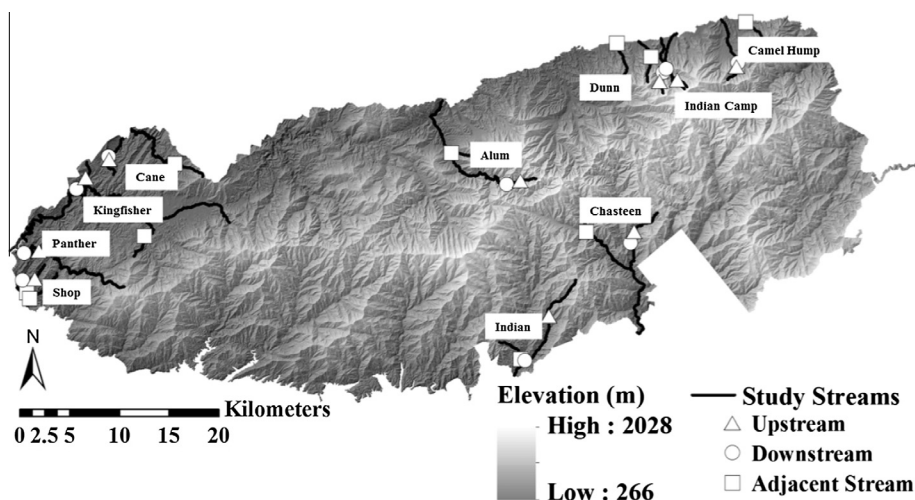 Camel Hump
Dunn
Indian Camp
Alum
Cane
Kingfisher
Chasteen
Panther
Shop
Indian
N
Kilometers
0 2.5 5 10 15 20
Elevation (m)
High : 2028
Low : 266
Study Streams
Upstream
Downstream
Adjacent Stream